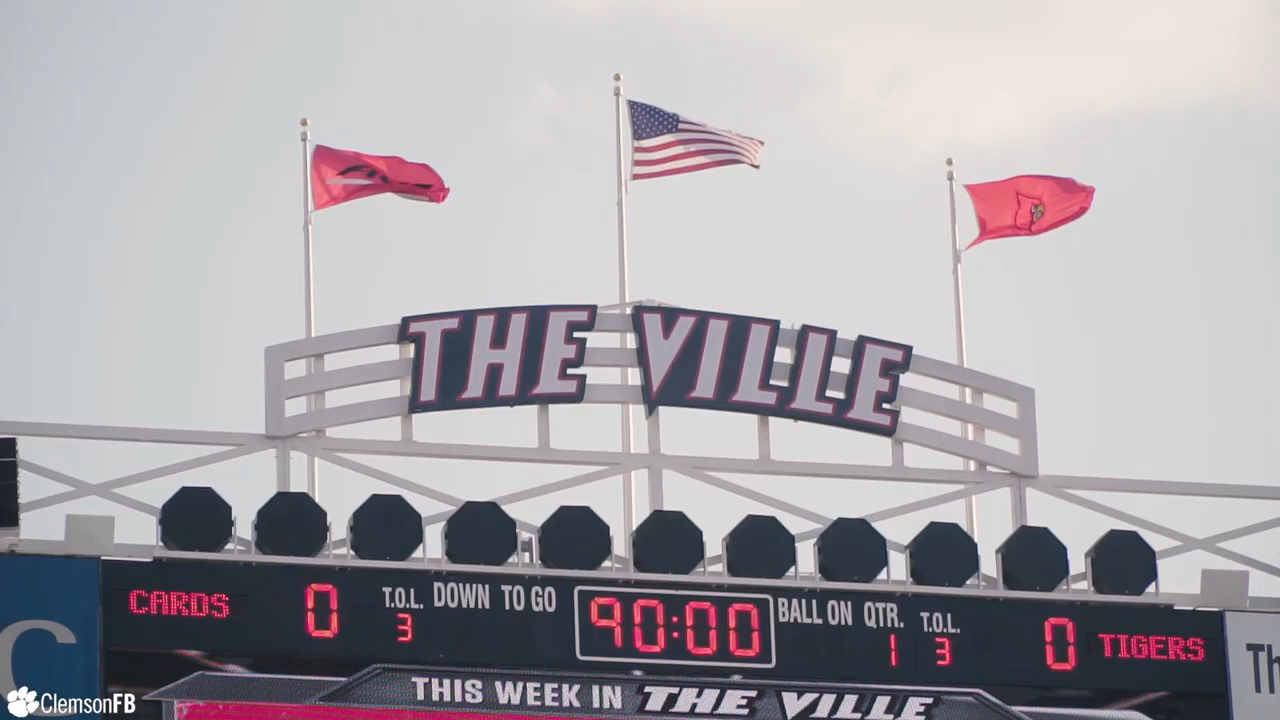 THE VILLE
CARDS 0 T.O.L. 3 DOWN TO GO 90:00 BALL ON QTR. 1 T.O.L. 3 0 TIGERS
THIS WEEK IN THE VILLE
ClemsonFB